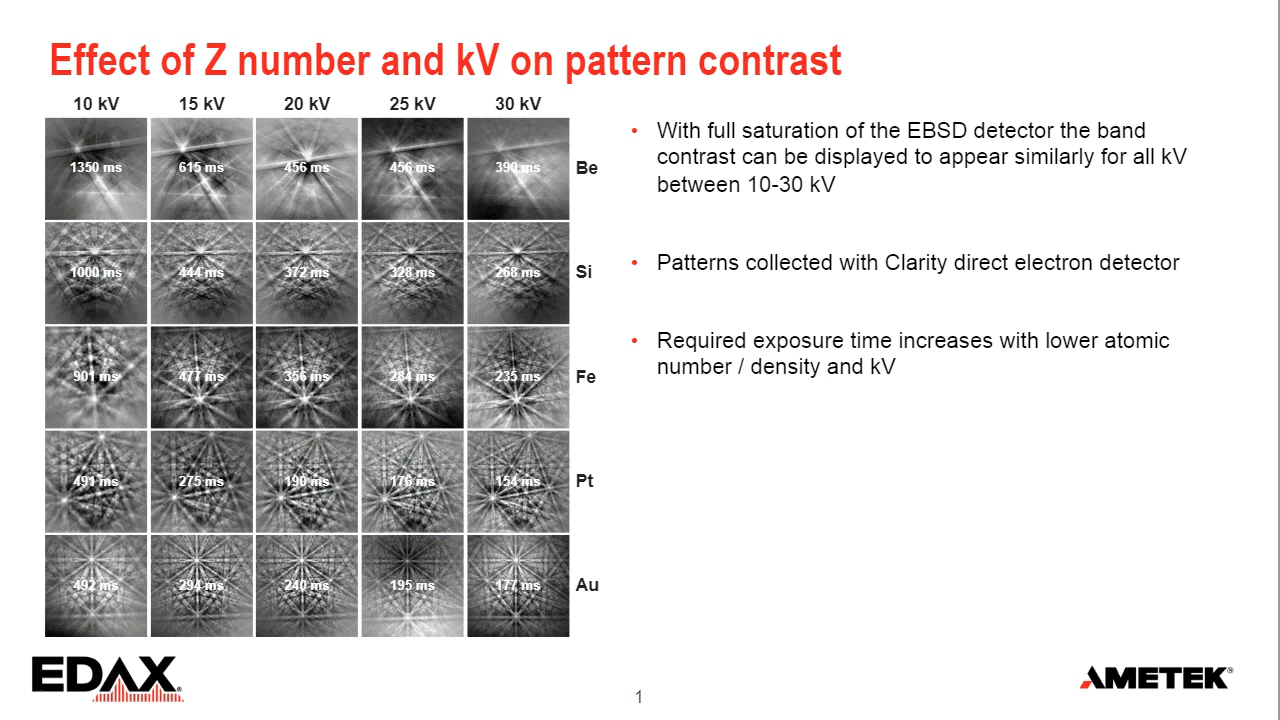 Effect of Z number and kV on pattern contrast
10 kV 15 kV 20 kV 25 kV 30 kV
1350 ms 615 ms 456 ms 456 ms 390 ms Be
1000 ms 444 ms 372 ms 328 ms 268 ms Si
901 ms 477 ms 356 ms 284 ms 235 ms Fe
491 ms 275 ms 190 ms 176 ms 154 ms Pt
492 ms 294 ms 240 ms 195 ms 177 ms Au
• With full saturation of the EBSD detector the band
contrast can be displayed to appear similarly for all kV
between 10-30 kV
• Patterns collected with Clarity direct electron detector
• Required exposure time increases with lower atomic
number / density and kV
EDAX®
1
AMETEK®